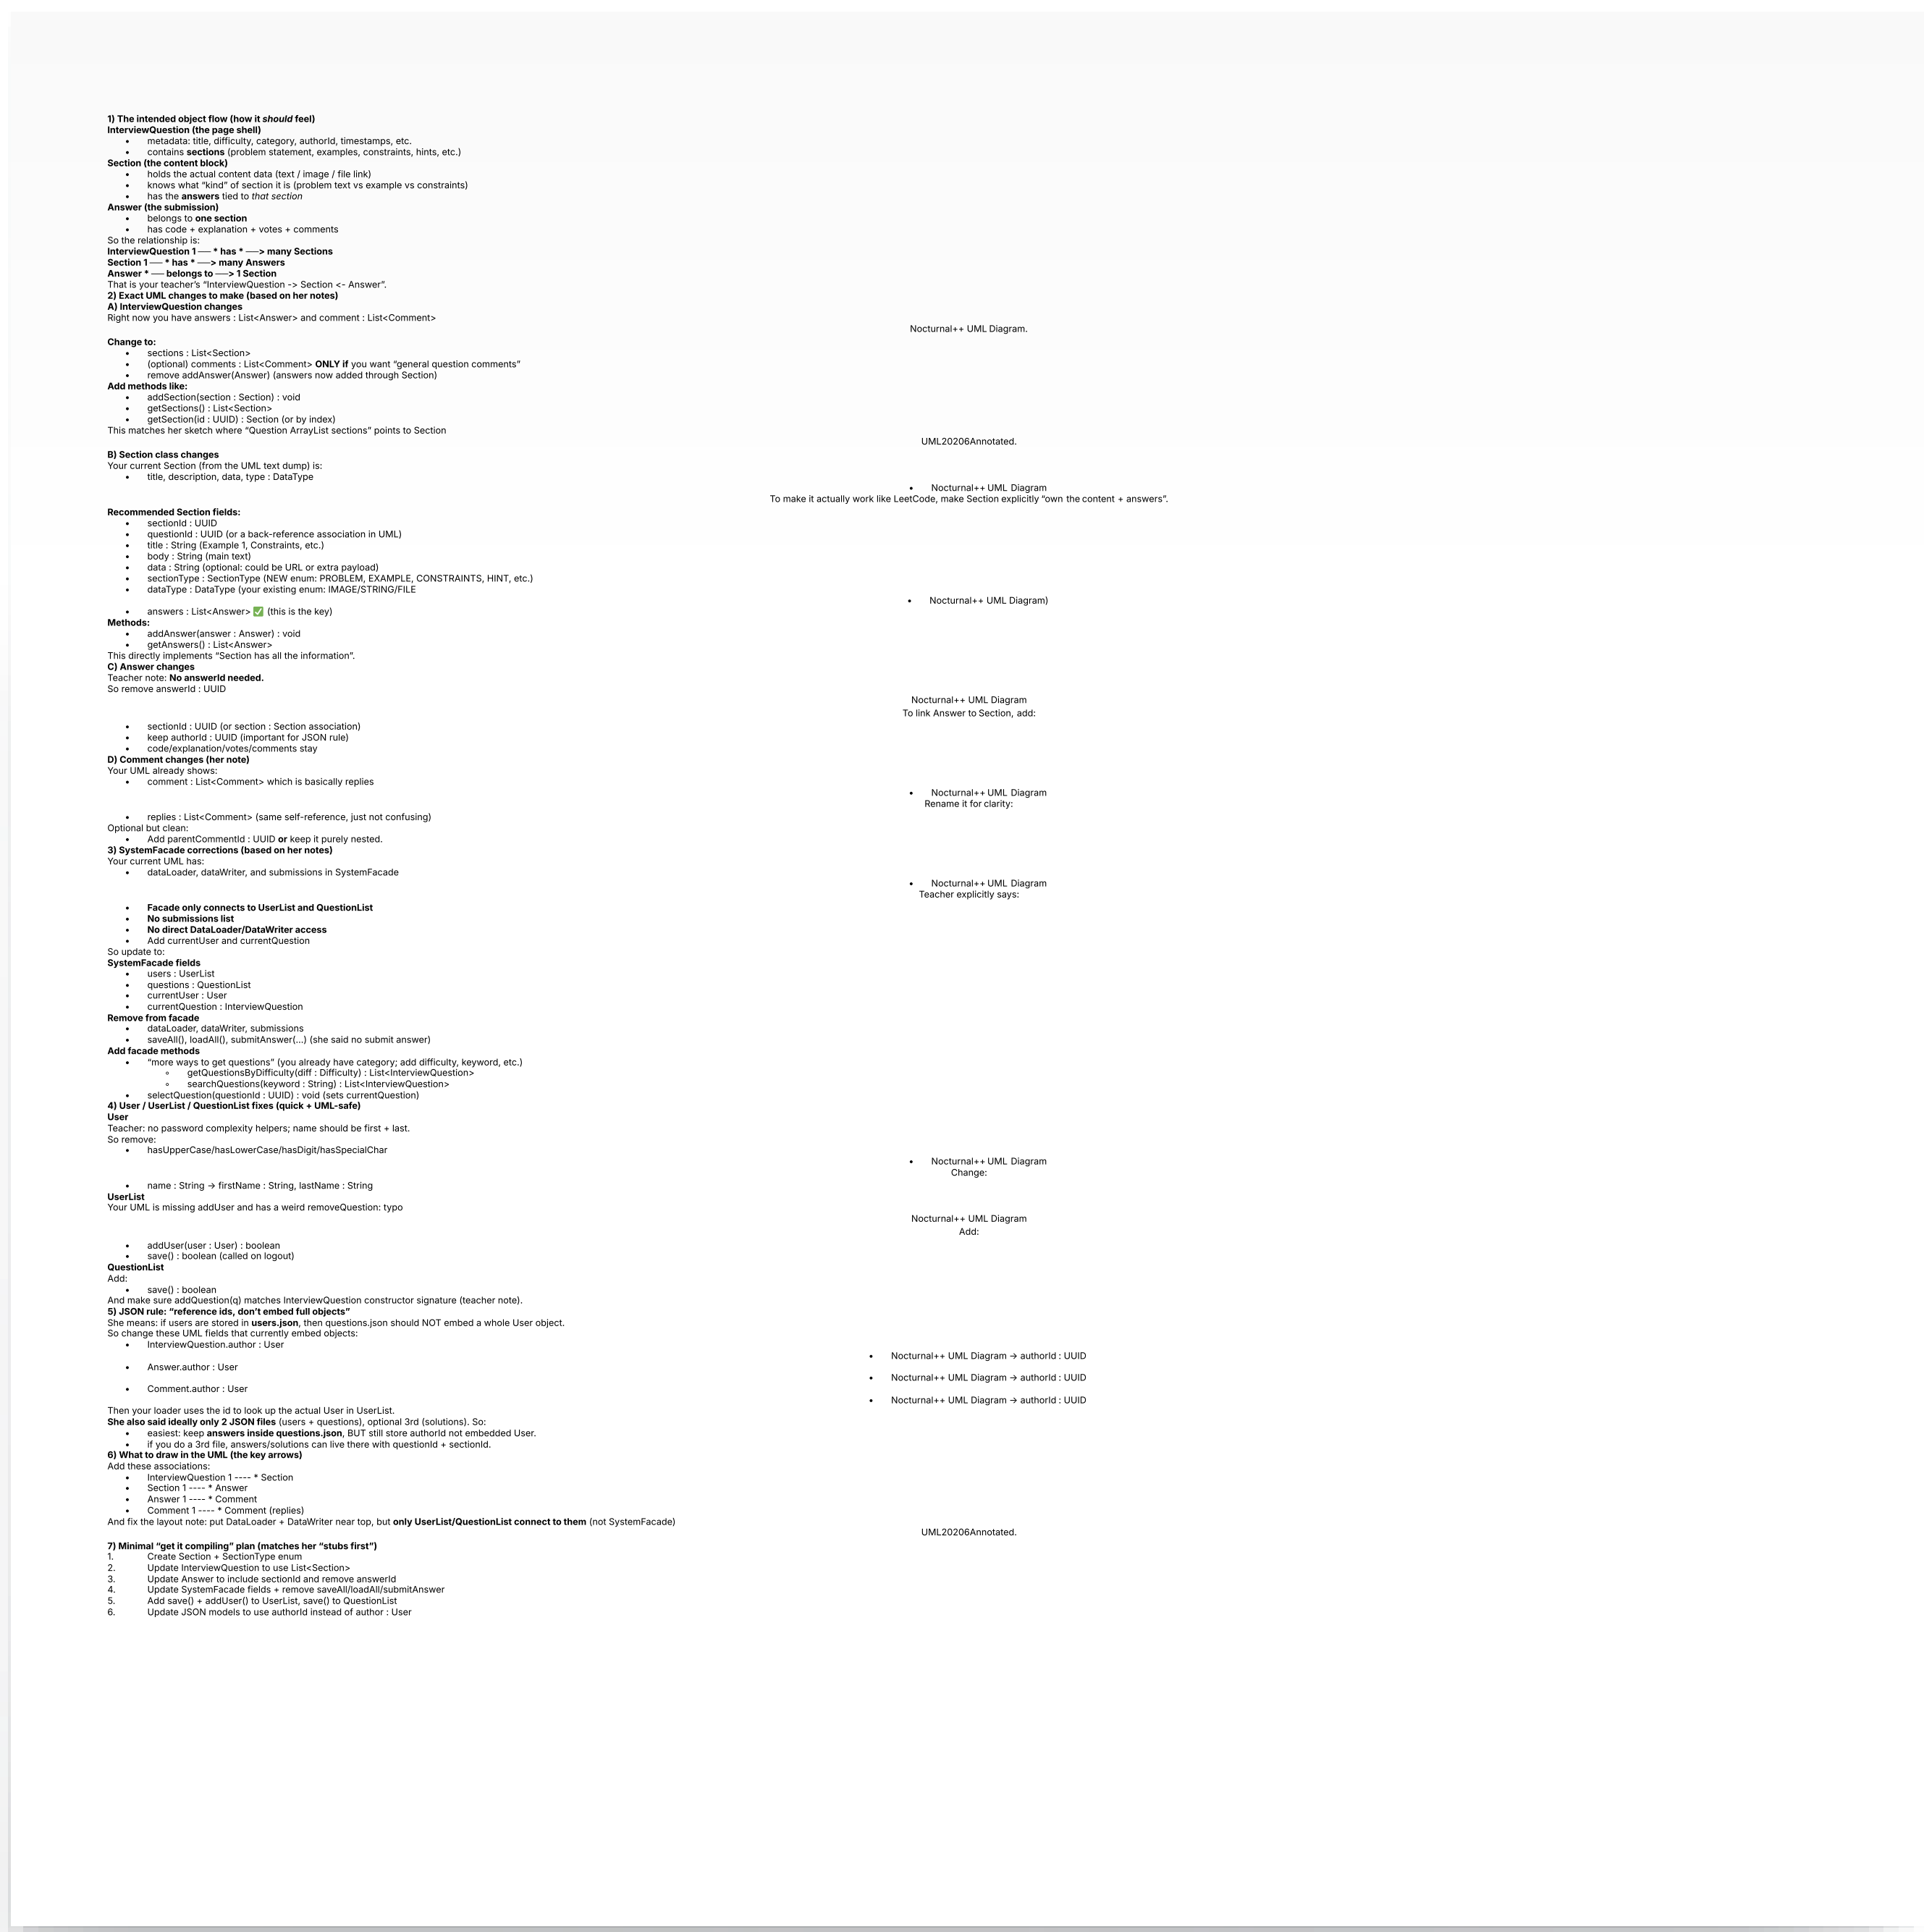 1) The intended object flow (how it should feel)
InterviewQuestion (the page shell)
• metadata: title, difficulty, category, authorId, timestamps, etc.
• contains sections (problem statement, examples, constraints, hints, etc.)
Section (the content block)
• holds the actual content data (text / image / file link)
• knows what “kind” of section it is (problem text vs example vs constraints)
• has the answers tied to that section
Answer (the submission)
• belongs to one section
• has code + explanation + votes + comments
So the relationship is:
InterviewQuestion 1 —– * has * —–> many Sections
Section 1 —– * has * —–> many Answers
Answer * —– belongs to —–> 1 Section
That is your teacher’s “InterviewQuestion -> Section <- Answer”.
2) Exact UML changes to make (based on her notes)
A) InterviewQuestion changes
Right now you have answers : List<Answer> and comment : List<Comment>
Nocturnal++ UML Diagram.
Change to:
• sections : List<Section>
• (optional) comments : List<Comment> ONLY if you want “general question comments”
• remove addAnswer(Answer) (answers now added through Section)
Add methods like:
• addSection(section : Section) : void
• getSections() : List<Section>
• getSection(id : UUID) : Section (or by index)
This matches her sketch where “Question ArrayList sections” points to Section
UML20206Annotated.
B) Section class changes
Your current Section (from the UML text dump) is:
• title, description, data, type : DataType
• Nocturnal++ UML Diagram
To make it actually work like LeetCode, make Section explicitly “own the content + answers”.
Recommended Section fields:
• sectionId : UUID
• questionId : UUID (or a back-reference association in UML)
• title : String (Example 1, Constraints, etc.)
• body : String (main text)
• data : String (optional: could be URL or extra payload)
• sectionType : SectionType (NEW enum: PROBLEM, EXAMPLE, CONSTRAINTS, HINT, etc.)
• dataType : DataType (your existing enum: IMAGE/STRING/FILE
• Nocturnal++ UML Diagram)
• answers : List<Answer> ✅ (this is the key)
Methods:
• addAnswer(answer : Answer) : void
• getAnswers() : List<Answer>
This directly implements “Section has all the information”.
C) Answer changes
Teacher note: No answerId needed.
So remove answerId : UUID
Nocturnal++ UML Diagram
To link Answer to Section, add:
• sectionId : UUID (or section : Section association)
• keep authorId : UUID (important for JSON rule)
• code/explanation/votes/comments stay
D) Comment changes (her note)
Your UML already shows:
• comment : List<Comment> which is basically replies
• Nocturnal++ UML Diagram
Rename it for clarity:
• replies : List<Comment> (same self-reference, just not confusing)
Optional but clean:
• Add parentCommentId : UUID or keep it purely nested.
3) SystemFacade corrections (based on her notes)
Your current UML has:
• dataLoader, dataWriter, and submissions in SystemFacade
• Nocturnal++ UML Diagram
Teacher explicitly says:
• Facade only connects to UserList and QuestionList
• No submissions list
• No direct DataLoader/DataWriter access
• Add currentUser and currentQuestion
So update to:
SystemFacade fields
• users : UserList
• questions : QuestionList
• currentUser : User
• currentQuestion : InterviewQuestion
Remove from facade
• dataLoader, dataWriter, submissions
• saveAll(), loadAll(), submitAnswer(...) (she said no submit answer)
Add facade methods
• “more ways to get questions” (you already have category; add difficulty, keyword, etc.)
◦ getQuestionsByDifficulty(diff : Difficulty) : List<InterviewQuestion>
◦ searchQuestions(keyword : String) : List<InterviewQuestion>
• selectQuestion(questionId : UUID) : void (sets currentQuestion)
4) User / UserList / QuestionList fixes (quick + UML-safe)
User
Teacher: no password complexity helpers; name should be first + last.
So remove:
• hasUpperCase/hasLowerCase/hasDigit/hasSpecialChar
• Nocturnal++ UML Diagram
Change:
• name : String → firstName : String, lastName : String
UserList
Your UML is missing addUser and has a weird removeQuestion: typo
Nocturnal++ UML Diagram
Add:
• addUser(user : User) : boolean
• save() : boolean (called on logout)
QuestionList
Add:
• save() : boolean
And make sure addQuestion(q) matches InterviewQuestion constructor signature (teacher note).
5) JSON rule: “reference ids, don’t embed full objects”
She means: if users are stored in users.json, then questions.json should NOT embed a whole User object.
So change these UML fields that currently embed objects:
• InterviewQuestion.author : User
• Nocturnal++ UML Diagram → authorId : UUID
• Answer.author : User
• Nocturnal++ UML Diagram → authorId : UUID
• Comment.author : User
• Nocturnal++ UML Diagram → authorId : UUID
Then your loader uses the id to look up the actual User in UserList.
She also said ideally only 2 JSON files (users + questions), optional 3rd (solutions). So:
• easiest: keep answers inside questions.json, BUT still store authorId not embedded User.
• if you do a 3rd file, answers/solutions can live there with questionId + sectionId.
6) What to draw in the UML (the key arrows)
Add these associations:
• InterviewQuestion 1 ---- * Section
• Section 1 ---- * Answer
• Answer 1 ---- * Comment
• Comment 1 ---- * Comment (replies)
And fix the layout note: put DataLoader + DataWriter near top, but only UserList/QuestionList connect to them (not SystemFacade)
UML20206Annotated.
7) Minimal “get it compiling” plan (matches her “stubs first”)
1. Create Section + SectionType enum
2. Update InterviewQuestion to use List<Section>
3. Update Answer to include sectionId and remove answerId
4. Update SystemFacade fields + remove saveAll/loadAll/submitAnswer
5. Add save() + addUser() to UserList, save() to QuestionList
6. Update JSON models to use authorId instead of author : User